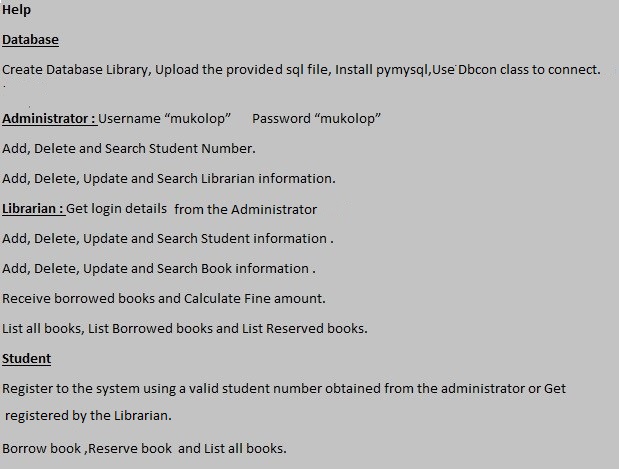 Help
Database
Create Database Library, Upload the provided sql file, Install pymysql,Use Dbcon class to connect.
Administrator : Username “mukolop” Password “mukolop”
Add, Delete and Search Student Number.
Add, Delete, Update and Search Librarian information.
Librarian : Get login details from the Administrator
Add, Delete, Update and Search Student information .
Add, Delete, Update and Search Book information .
Receive borrowed books and Calculate Fine amount.
List all books, List Borrowed books and List Reserved books.
Student
Register to the system using a valid student number obtained from the administrator or Get
registered by the Librarian.
Borrow book ,Reserve book and List all books.